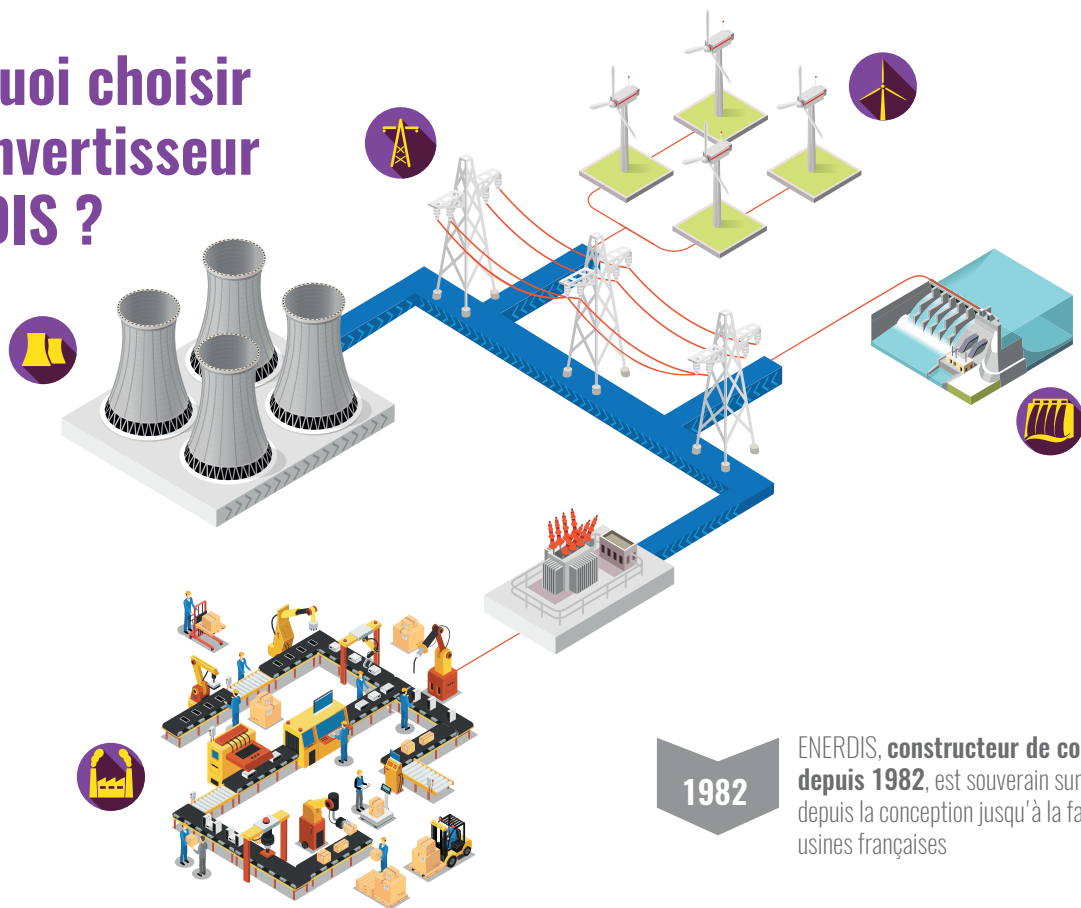 uoi choisir
nvertisseur
DIS ?
1982
ENERDIS, constructeur de co
depuis 1982, est souverain sur
depuis la conception jusqu'à la fa
usines françaises